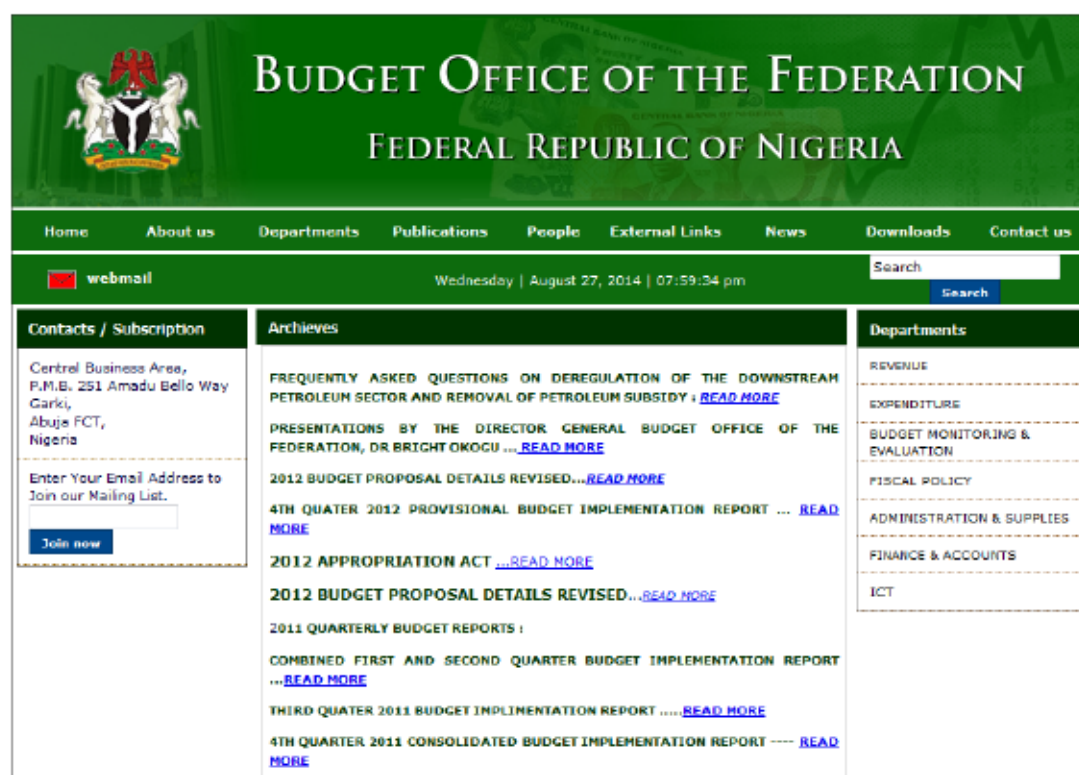 BUDGET OFFICE OF THE FEDERATION
FEDERAL REPUBLIC OF NIGERIA
Home About us Departments Publications People External Links News Downloads Contact us
webmail
Wednesday | August 27, 2014 | 07:59:34 pm
Search
Search
Contacts / Subscription
Central Business Area,
P.M.B. 251 Amadu Bello Way
Garki,
Abuja FCT,
Nigeria
Enter Your Email Address to
Join our Mailing List.
Join now
Archieves
FREQUENTLY ASKED QUESTIONS ON DEREGULATION OF THE DOWNSTREAM
PETROLEUM SECTOR AND REMOVAL OF PETROLEUM SUBSIDY : READ MORE
PRESENTATIONS BY THE DIRECTOR GENERAL BUDGET OFFICE OF THE
FEDERATION, DR BRIGHT OKOGU ... READ MORE
2012 BUDGET PROPOSAL DETAILS REVISED...READ MORE
4TH QUATER 2012 PROVISIONAL BUDGET IMPLEMENTATION REPORT ... READ
MORE
2012 APPROPRIATION ACT ...READ MORE
2012 BUDGET PROPOSAL DETAILS REVISED...READ MORE
2011 QUARTERLY BUDGET REPORTS :
COMBINED FIRST AND SECOND QUARTER BUDGET IMPLEMENTATION REPORT
...READ MORE
THIRD QUATER 2011 BUDGET IMPLIMENTATION REPORT .....READ MORE
4TH QUARTER 2011 CONSOLIDATED BUDGET IMPLEMENTATION REPORT ---- READ
MORE
Departments
REVENUE
EXPENDITURE
BUDGET MONITORING &
EVALUATION
FISCAL POLICY
ADMINISTRATION & SUPPLIES
FINANCE & ACCOUNTS
ICT